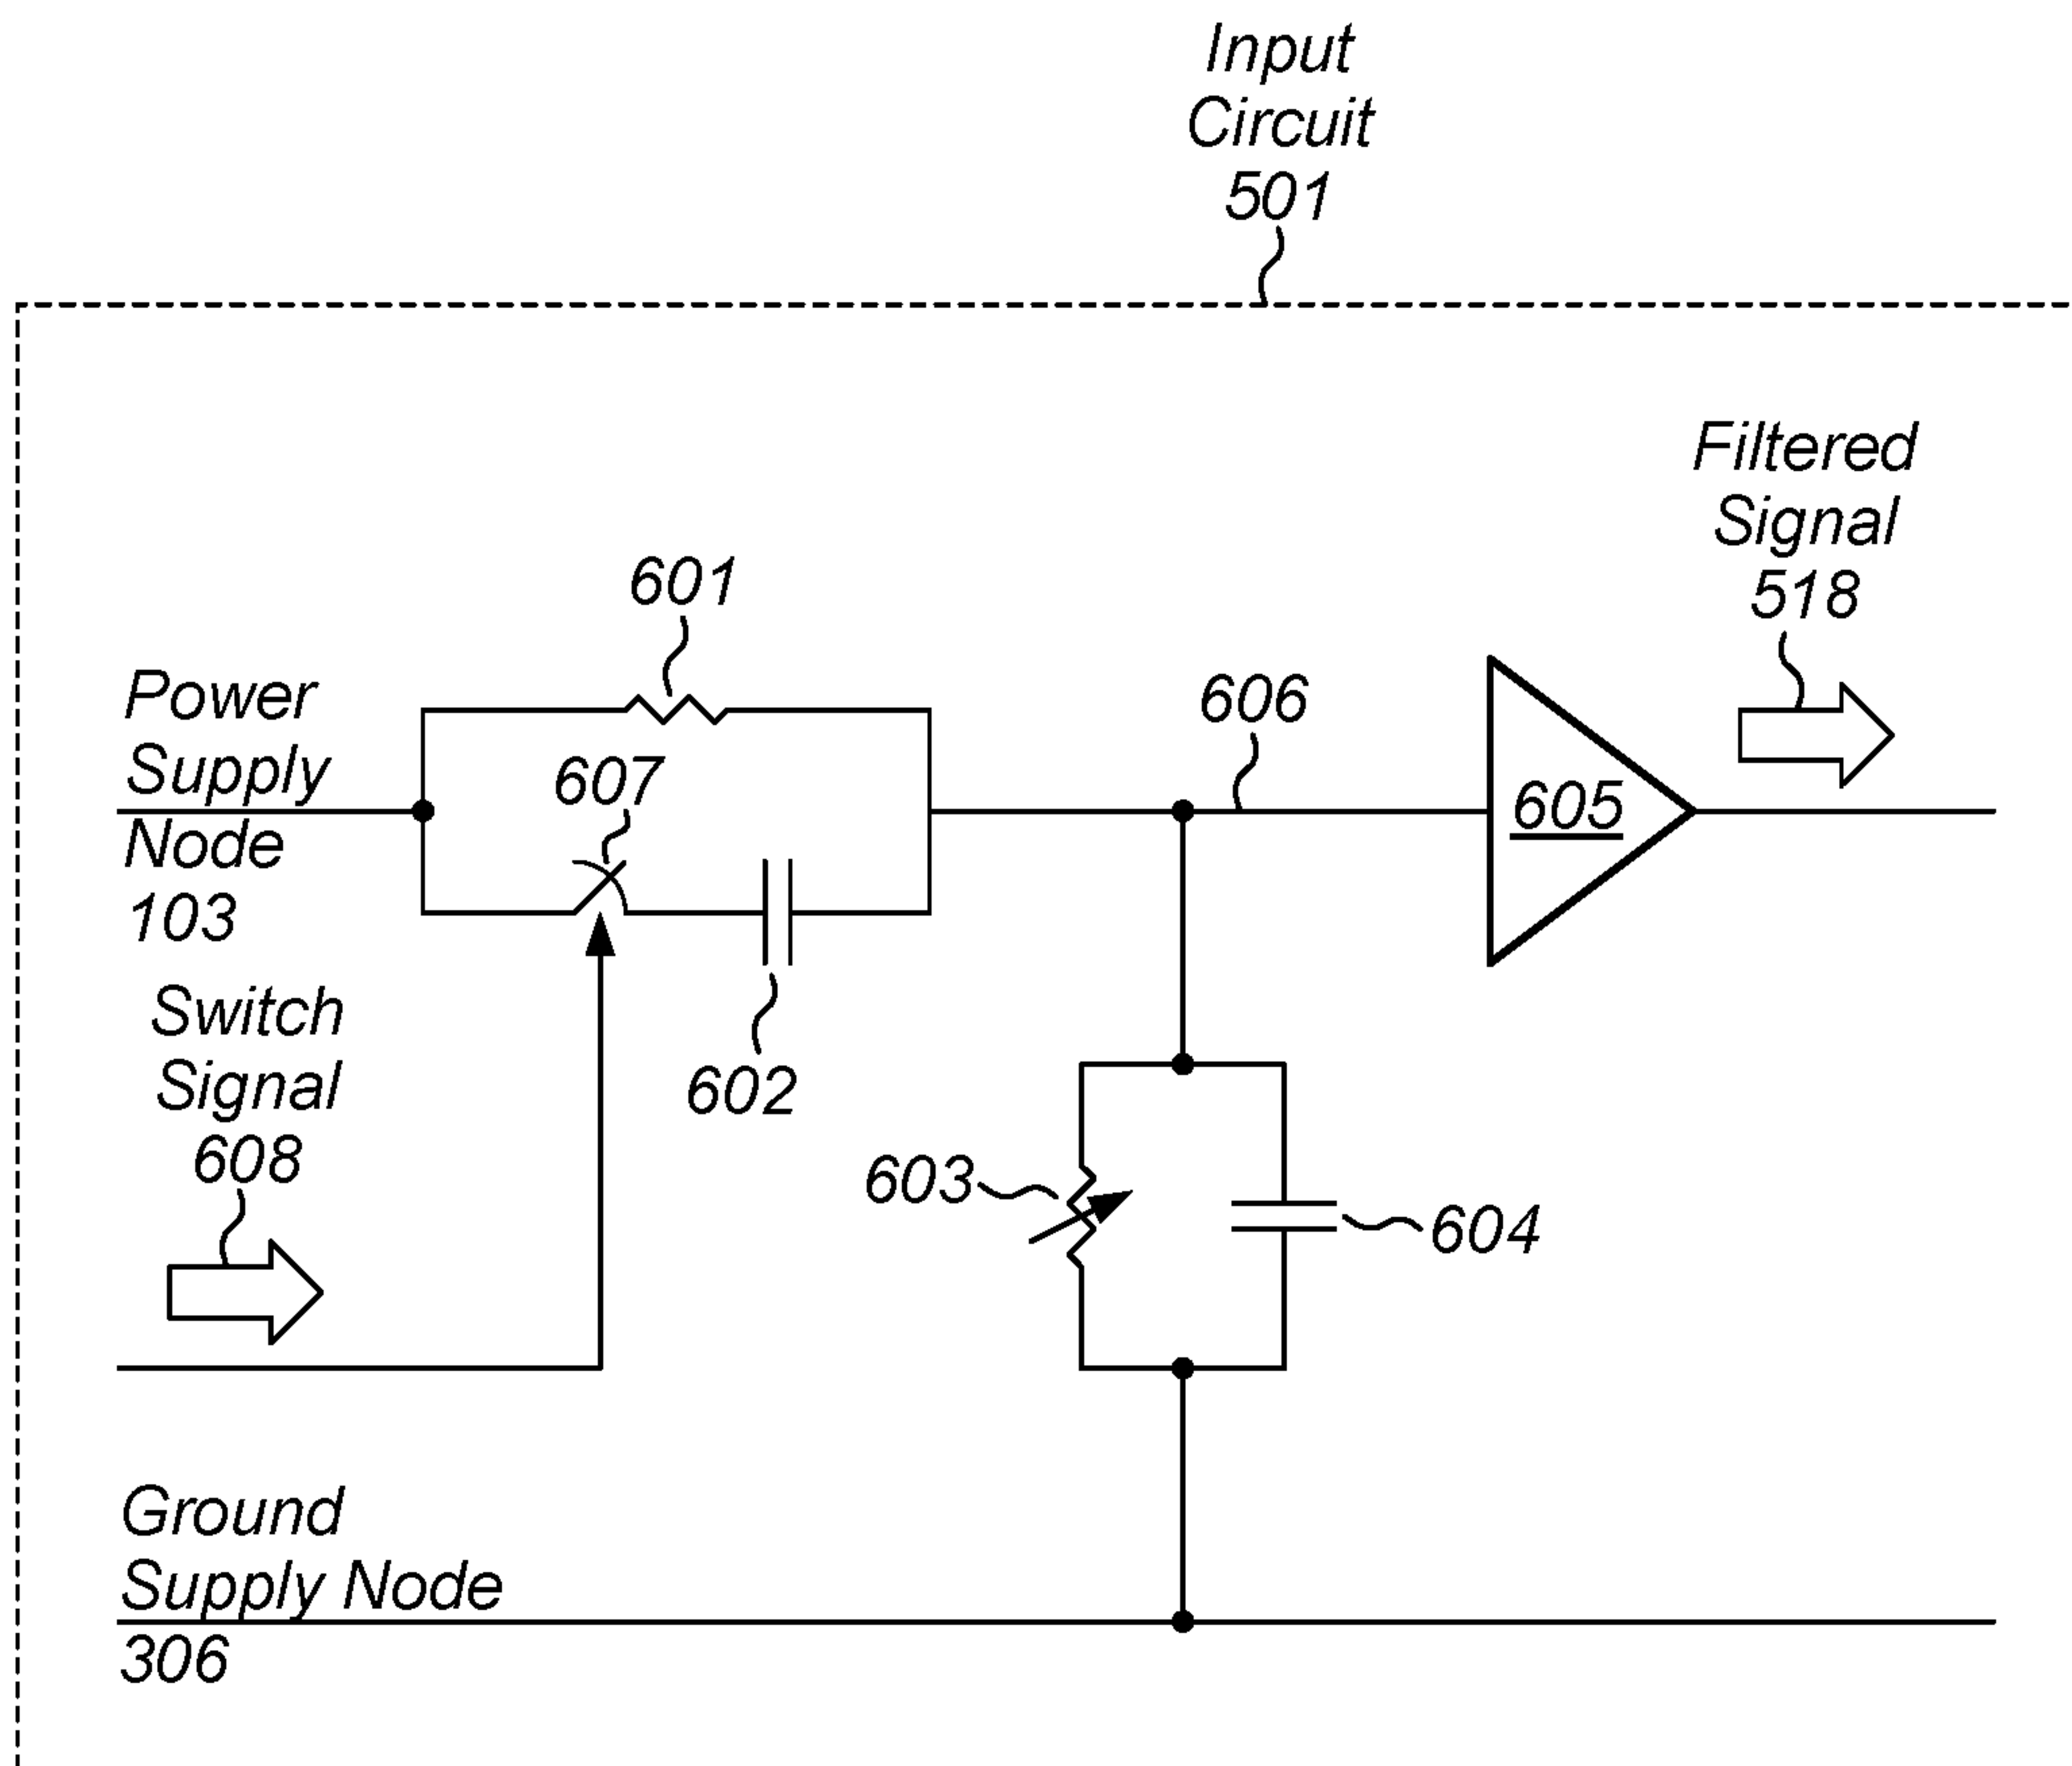 Input
Circuit
501
Filtered
Signal
518
601
Power
Supply
Node
103
607
606
605
602
Switch
Signal
608
603
604
Ground
Supply Node
306